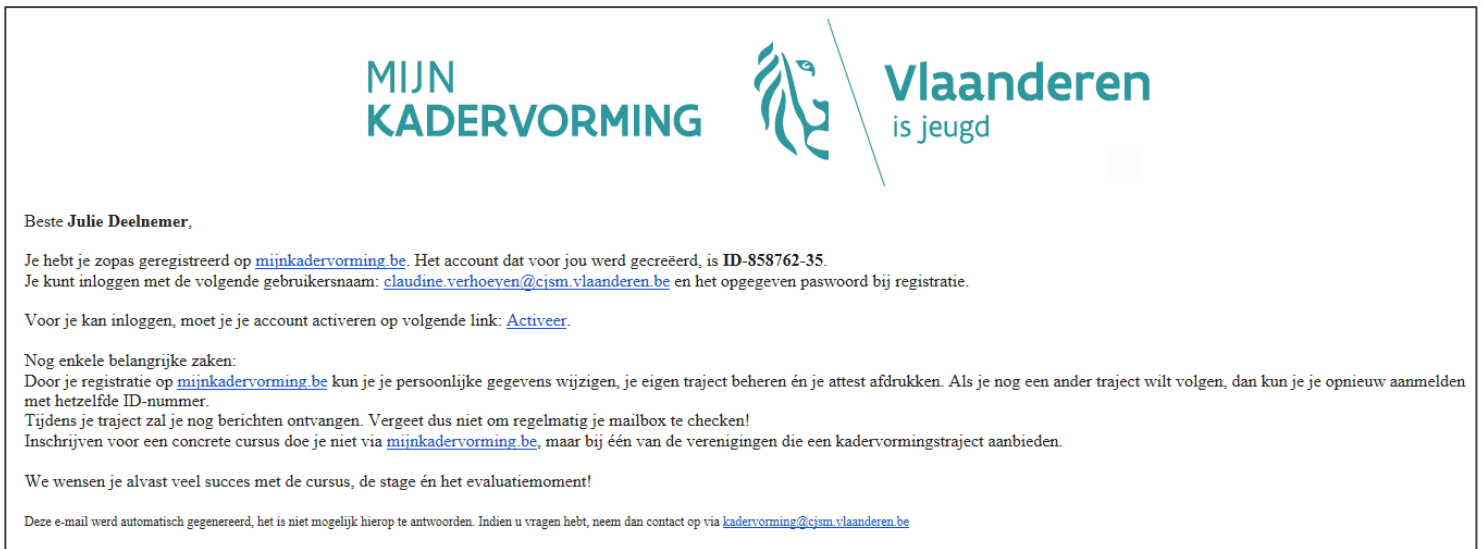 MIJN
KADERVORMING
Vlaanderen
is jeugd
Beste Julie Deelnemer,
Je hebt je zopas geregistreerd op mijnkadervorming.be. Het account dat voor jou werd gecreëerd, is ID-858762-35.
Je kunt inloggen met de volgende gebruikersnaam: claudine.verhoeven@cjsm.vlaanderen.be en het opgegeven paswoord bij registratie.
Voor je kan inloggen, moet je je account activeren op volgende link: Activeer.
Nog enkele belangrijke zaken:
Door je registratie op mijnkadervorming.be kun je je persoonlijke gegevens wijzigen, je eigen traject beheren én je attest afdrukken. Als je nog een ander traject wilt volgen, dan kun je je opnieuw aanmelden
met hetzelfde ID-nummer.
Tijdens je traject zal je nog berichten ontvangen. Vergeet dus niet om regelmatig je mailbox te checken!
Inschrijven voor een concrete cursus doe je niet via mijnkadervorming.be, maar bij één van de verenigingen die een kadervormingstraject aanbieden.
We wensen je alvast veel succes met de cursus, de stage én het evaluatiemoment!
Deze e-mail werd automatisch gegenereerd, het is niet mogelijk hierop te antwoorden. Indien u vragen hebt, neem dan contact op via kadervorming@cjsm.vlaanderen.be